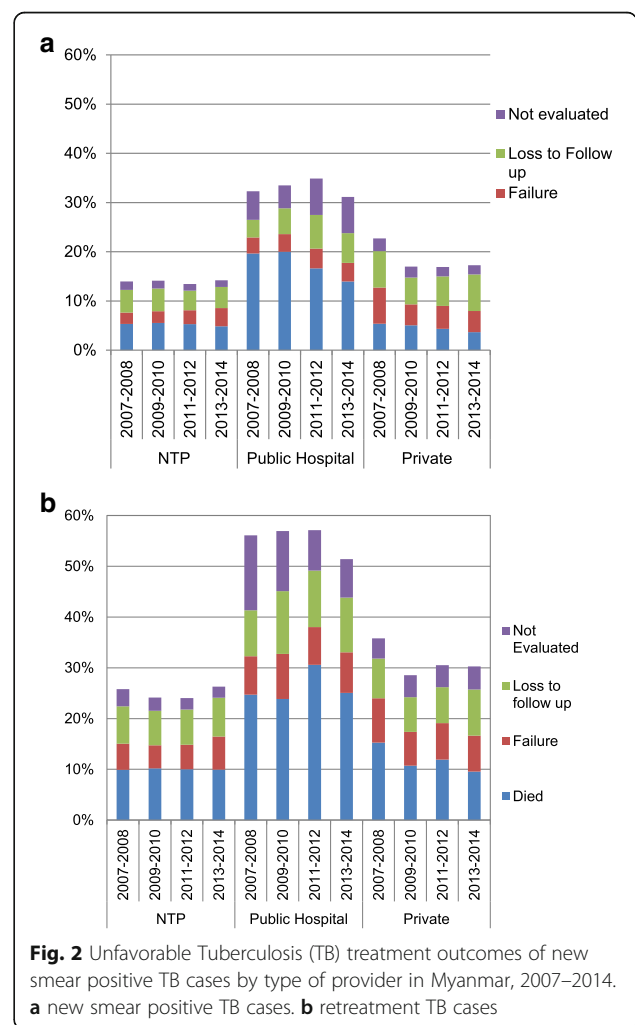 a
60%
50%
40%
30%
20%
10%
0%
Not evaluated
Loss to Follow
up
Failure
2007-2008
2009-2010
2011-2012
2013-2014
2007-2008
2009-2010
2011-2012
2013-2014
2007-2008
2009-2010
2011-2012
2013-2014
NTP
Public Hospital
Private
b
60%
50%
40%
30%
20%
10%
0%
Not
Evaluated
Loss to
follow up
Failure
Died
2007-2008
2009-2010
2011-2012
2013-2014
2007-2008
2009-2010
2011-2012
2013-2014
2007-2008
2009-2010
2011-2012
2013-2014
NTP
Public Hospital
Private
Fig. 2 Unfavorable Tuberculosis (TB) treatment outcomes of new
smear positive TB cases by type of provider in Myanmar, 2007–2014.
a new smear positive TB cases. b retreatment TB cases